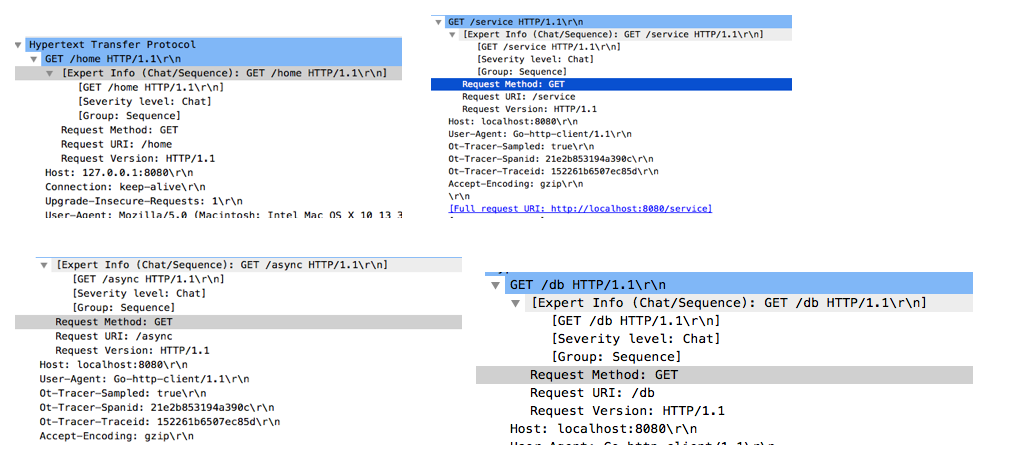 Hypertext Transfer Protocol
GET /home HTTP/1.1\r\n
[Expert Info (Chat/Sequence): GET /home HTTP/1.1\r\n]
[GET /home HTTP/1.1\r\n]
[Severity level: Chat]
[Group: Sequence]
Request Method: GET
Request URI: /home
Request Version: HTTP/1.1
Host: 127.0.0.1:8080\r\n
Connection: keep-alive\r\n
Upgrade-Insecure-Requests: 1\r\n
User-Agent: Mozilla/5.0 (Macintosh: Intel Mac OS X 10 13 3
GET /service HTTP/1.1\r\n
[Expert Info (Chat/Sequence): GET /service HTTP/1.1\r\n]
[GET /service HTTP/1.1\r\n]
[Severity level: Chat]
[Group: Sequence]
Request Method: GET
Request URI: /service
Request Version: HTTP/1.1
Host: localhost:8080\r\n
User-Agent: Go-http-client/1.1\r\n
Ot-Tracer-Sampled: true\r\n
Ot-Tracer-Spanid: 21e2b853194a390c\r\n
Ot-Tracer-Traceid: 152261b6507ec85d\r\n
Accept-Encoding: gzip\r\n
\r\n
[Full request URI: http://localhost:8080/service]
[Expert Info (Chat/Sequence): GET /async HTTP/1.1\r\n]
[GET /async HTTP/1.1\r\n]
[Severity level: Chat]
[Group: Sequence]
Request Method: GET
Request URI: /async
Request Version: HTTP/1.1
Host: localhost:8080\r\n
User-Agent: Go-http-client/1.1\r\n
Ot-Tracer-Sampled: true\r\n
Ot-Tracer-Spanid: 21e2b853194a390c\r\n
Ot-Tracer-Traceid: 152261b6507ec85d\r\n
Accept-Encoding: gzip\r\n
GET /db HTTP/1.1\r\n
[Expert Info (Chat/Sequence): GET /db HTTP/1.1\r\n]
[GET /db HTTP/1.1\r\n]
[Severity level: Chat]
[Group: Sequence]
Request Method: GET
Request URI: /db
Request Version: HTTP/1.1
Host: localhost:8080\r\n
User-Agent: Go-http-client/1.1\r\n